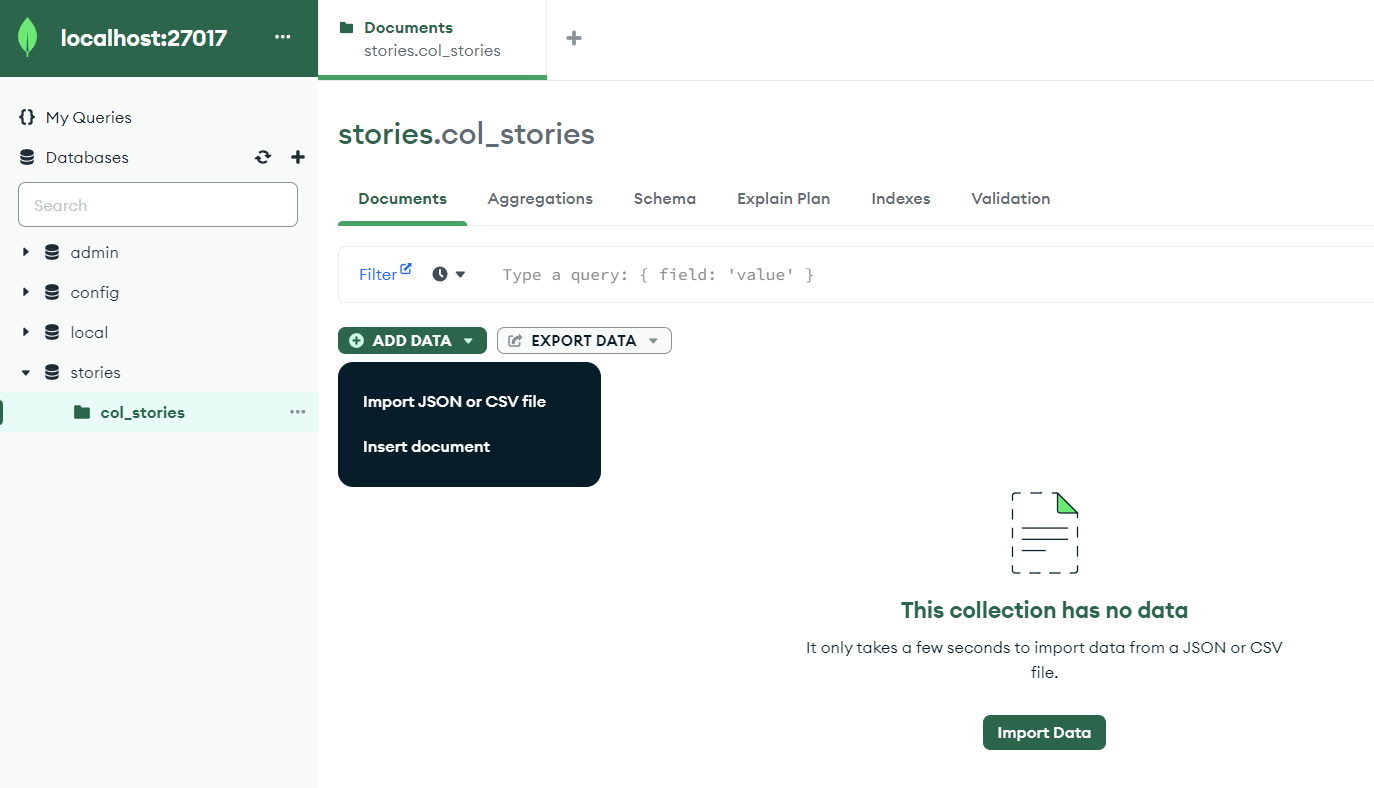 localhost:27017
Documents
stories.col_stories
{} My Queries
Databases
Search
admin
config
local
stories
col_stories
stories.col_stories
Documents Aggregations Schema Explain Plan Indexes Validation
Filter Type a query: { field: 'value' }
ADD DATA EXPORT DATA
Import JSON or CSV file
Insert document
This collection has no data
It only takes a few seconds to import data from a JSON or CSV
file.
Import Data